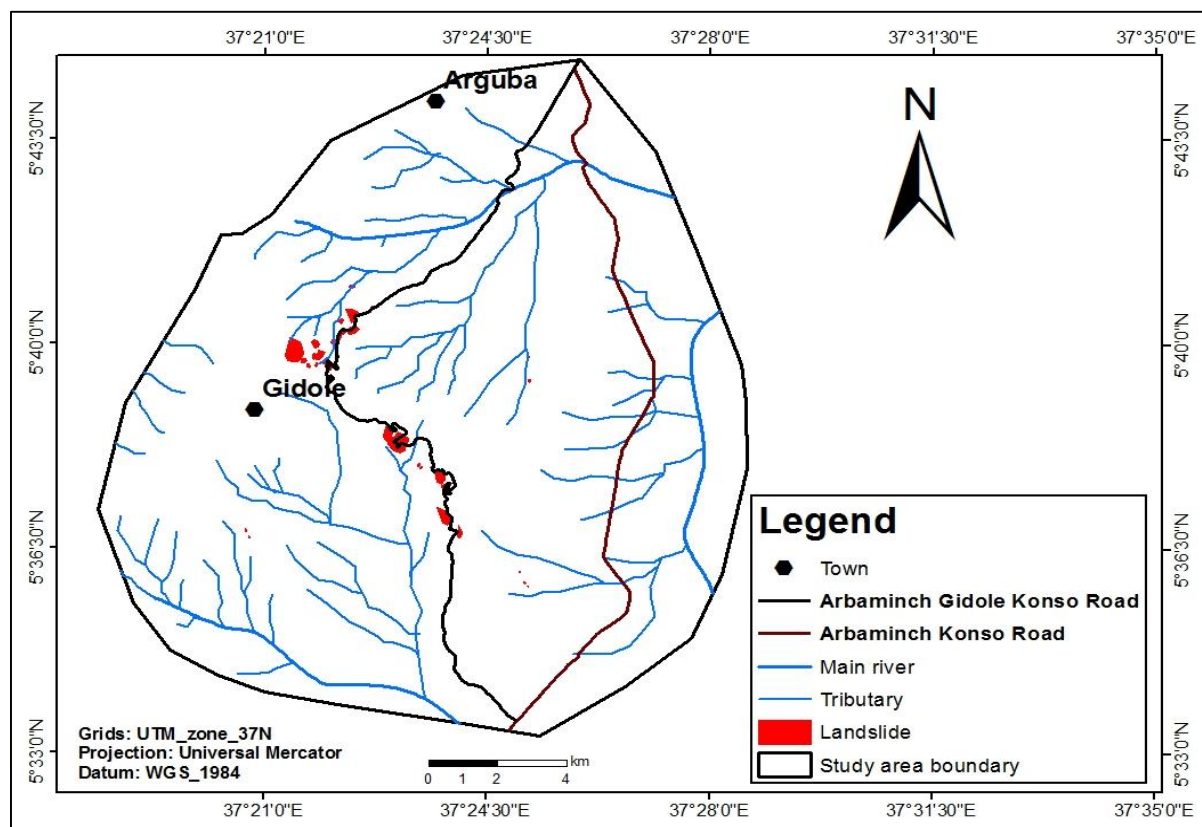 37°21'0"E 37°24'30"E 37°28'0"E 37°31'30"E 37°35'0"E
Arguba
N
5°43'30"N 5°43'30"N
5°40'0"N 5°40'0"N
Gidole
5°36'30"N 5°36'30"N
5°33'0"N 5°33'0"N
Legend
Town
Arbaminch Gidole Konso Road
Arbaminch Konso Road
Main river
Tributary
Landslide
Study area boundary
Grids: UTM_zone_37N
Projection: Universal Mercator
Datum: WGS_1984
km
0 1 2 4
37°21'0"E 37°24'30"E 37°28'0"E 37°31'30"E 37°35'0"E